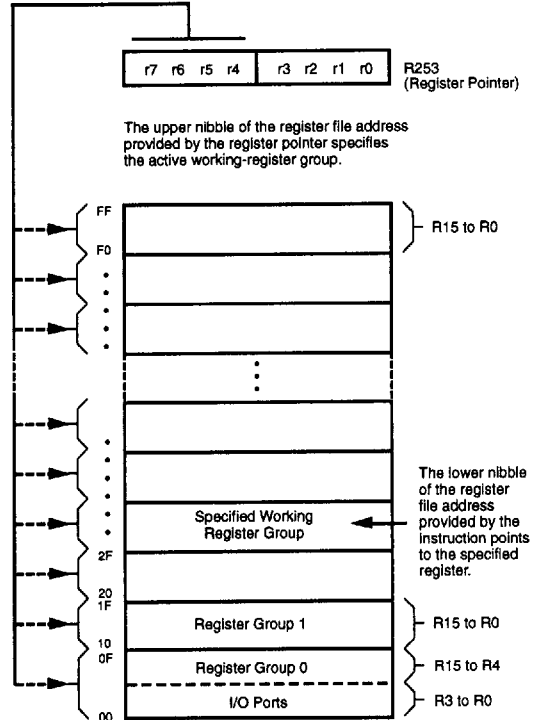 r7 r6 r5 r4 r3 r2 r1 r0
R253
(Register Pointer)
The upper nibble of the register file address
provided by the register pointer specifies
the active working-register group.
FF
R15 to R0
F0
The lower nibble
of the register
file address
provided by the
instruction points
to the specified
register.
Specified Working
Register Group
2F
20
1F
Register Group 1
R15 to R0
10
0F
Register Group 0
R15 to R4
I/O Ports
R3 to R0
00